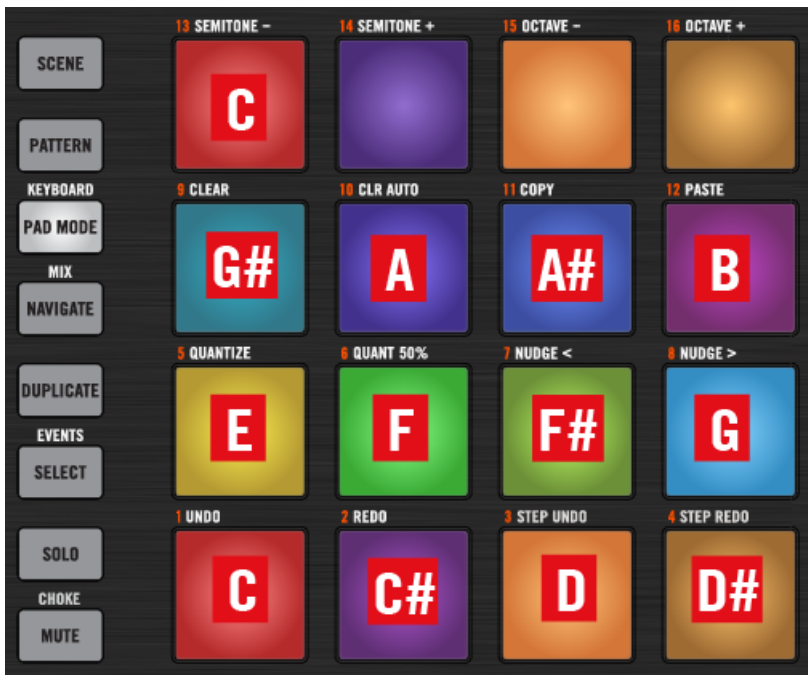 13 SEMITONE -
14 SEMITONE +
15 OCTAVE -
16 OCTAVE +
SCENE
C
PATTERN
KEYBOARD
9 CLEAR
10 CLR AUTO
11 COPY
12 PASTE
PAD MODE
G#
A
A#
B
MIX
NAVIGATE
5 QUANTIZE
6 QUANT 50%
7 NUDGE <
8 NUDGE >
DUPLICATE
E
F
F#
G
EVENTS
SELECT
1 UNDO
2 REDO
3 STEP UNDO
4 STEP REDO
SOLO
C
C#
D
D#
CHOKE
MUTE